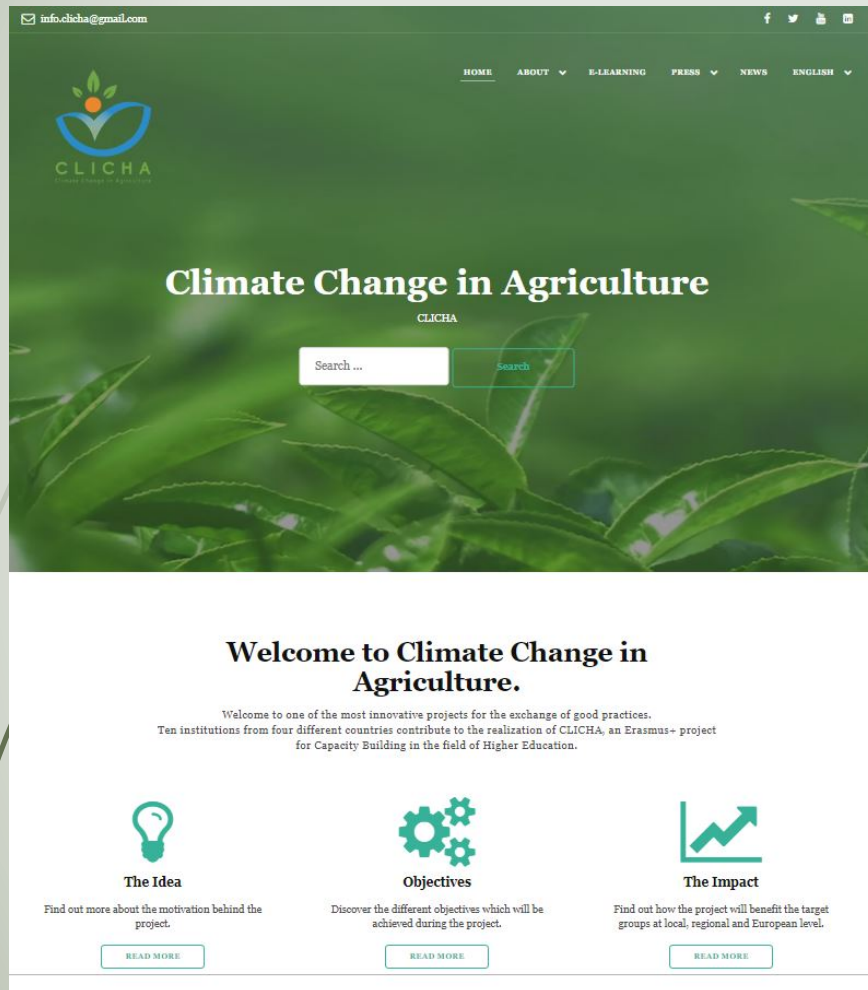 info.clicha@gmail.com
HOME ABOUT E-LEARNING PRESS NEWS ENGLISH
CLICHA
Climate Change in Agriculture
Climate Change in Agriculture
CLICHA
Search ...
Search
Welcome to Climate Change in
Agriculture.
Welcome to one of the most innovative projects for the exchange of good practices.
Ten institutions from four different countries contribute to the realization of CLICHA, an Erasmus+ project
for Capacity Building in the field of Higher Education.
The Idea
Find out more about the motivation behind the
project.
READ MORE
Objectives
Discover the different objectives which will be
achieved during the project.
READ MORE
The Impact
Find out how the project will benefit the target
groups at local, regional and European level.
READ MORE